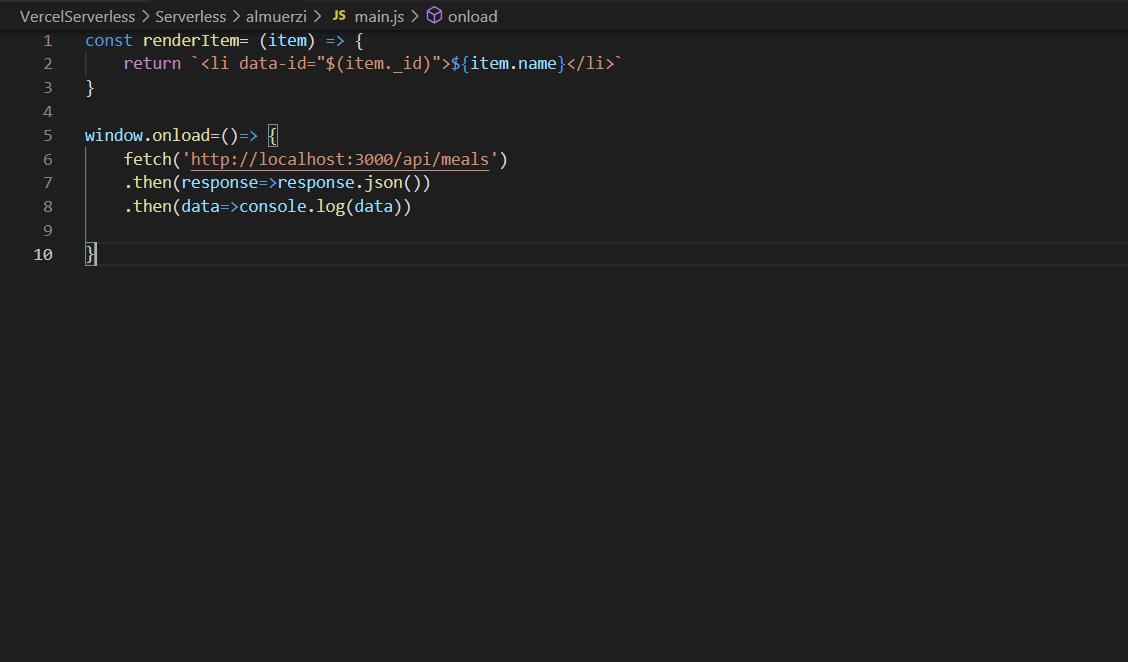 VercelServerless > Serverless > almuerzi > JS main.js > onload
1 const renderItem= (item) => {
2     return `<li data-id="$(item._id)">${item.name}</li>`
3 }
4
5 window.onload=()=> {
6     fetch('http://localhost:3000/api/meals')
7     .then(response=>response.json())
8     .then(data=>console.log(data))
9
10 }